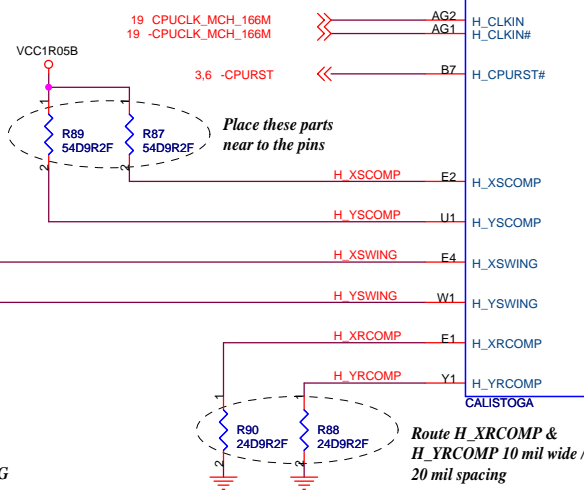 19 CPUCLK_MCH_166M AG2 H_CLKIN
19 -CPUCLK_MCH_166M AG1 H_CLKIN#
VCC1R05B
3,6 -CPURST B7 H_CPURST#
1 1
R89 R87
54D9R2F 54D9R2F
2 2
Place these parts
near to the pins
H_XSCOMP E2 H_XSCOMP
H_YSCOMP U1 H_YSCOMP
H_XSWING E4 H_XSWING
H_YSWING W1 H_YSWING
H_XRCOMP E1 H_XRCOMP
H_YRCOMP Y1 H_YRCOMP
CALISTOGA
1 1
R90 R88
24D9R2F 24D9R2F
2 2
Route H_XRCOMP &
H_YRCOMP 10 mil wide /
20 mil spacing
G